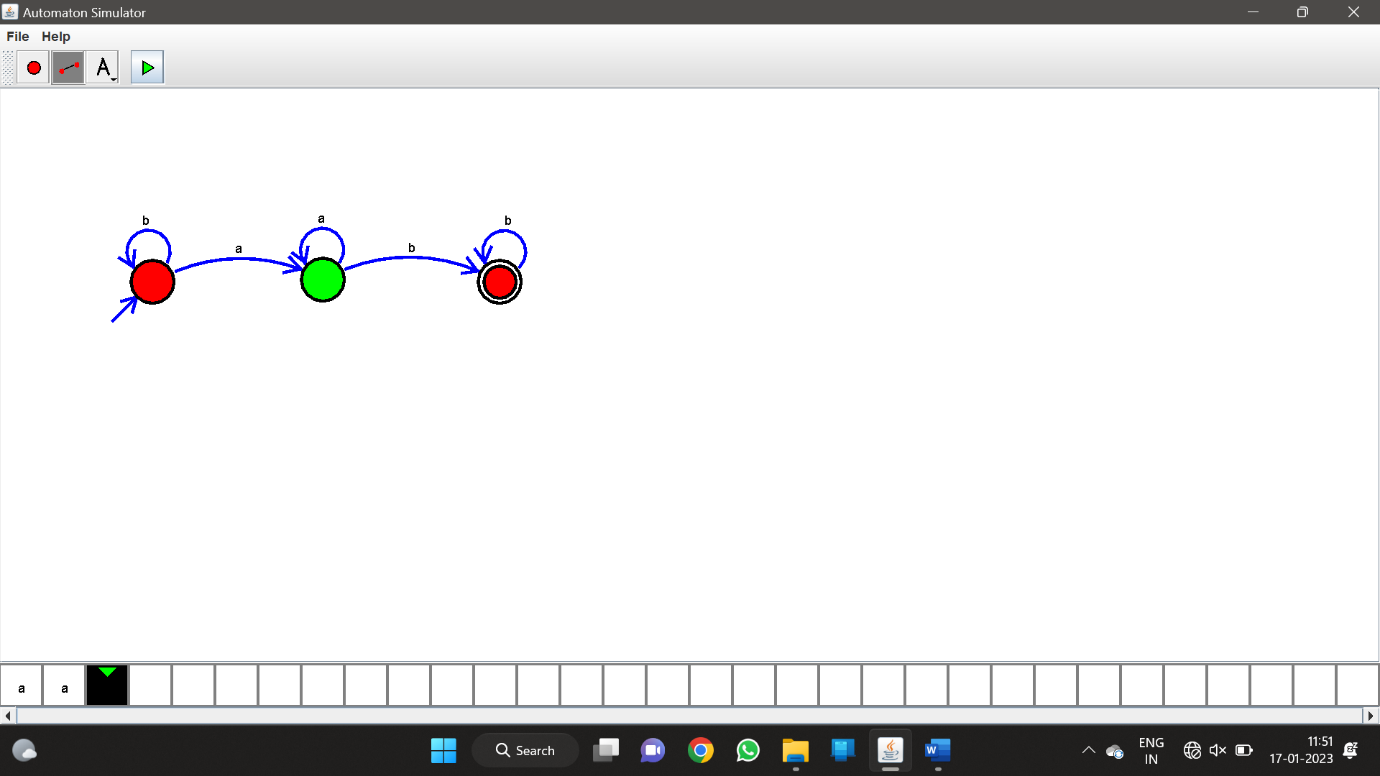 Automaton Simulator
File Help
A
b a b
a b
a a
Search
ENG
IN
11:51
17-01-2023